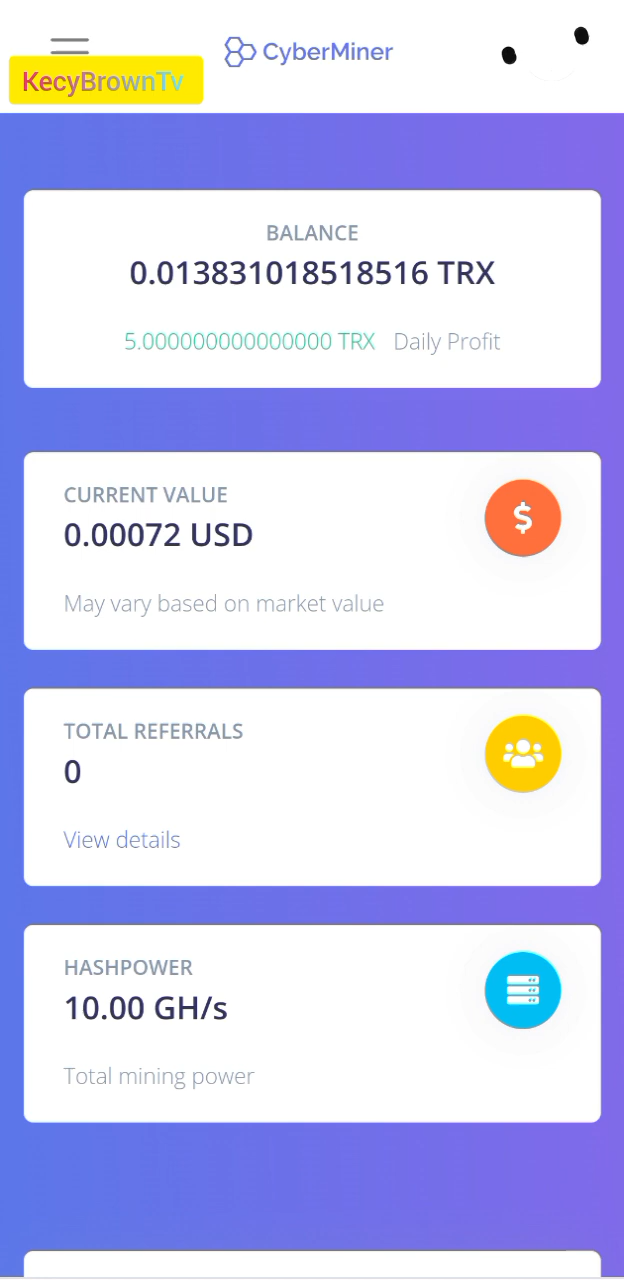 CyberMiner
KecyBrownTv
BALANCE
0.013831018518516 TRX
5.000000000000000 TRX Daily Profit
CURRENT VALUE
0.00072 USD
May vary based on market value
TOTAL REFERRALS
0
View details
HASHPOWER
10.00 GH/s
Total mining power